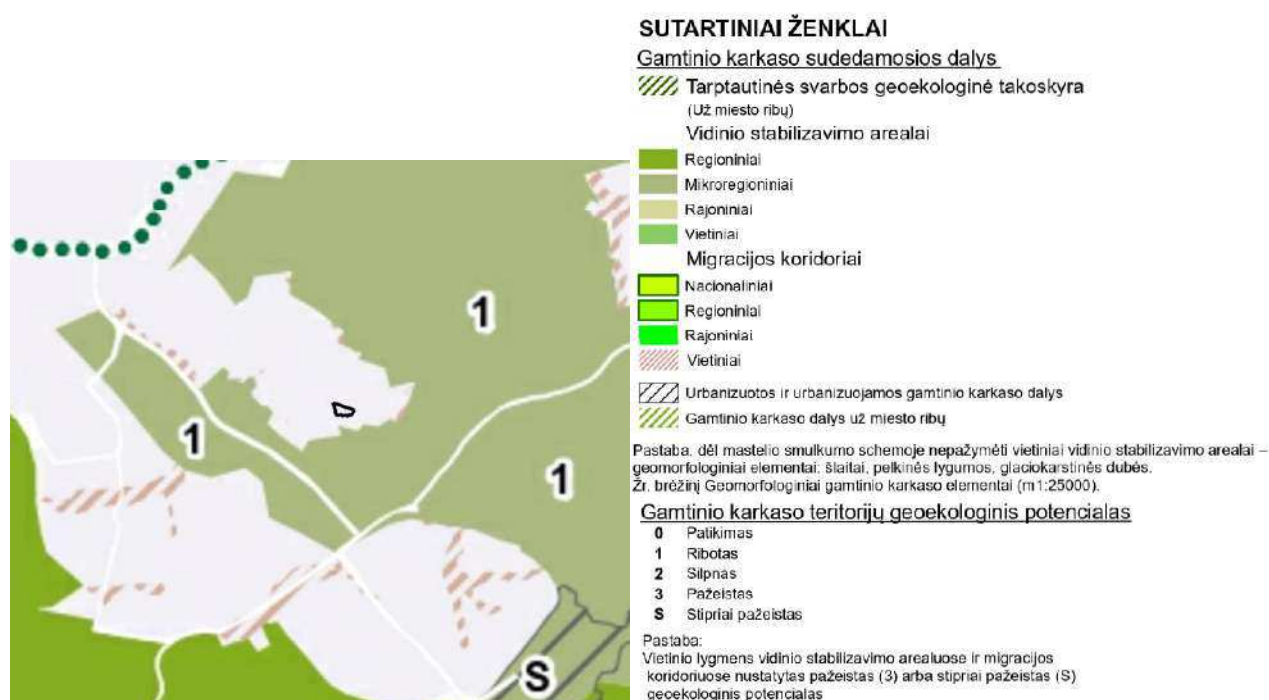 SUTARTINIAI ŽENKLAI
Gamtinio karkaso sudedamosios dalys
Tarptautinės svarbos geoekologinė takoskyra
(Už miesto ribų)
Vidinio stabilizavimo arealai
Regioniniai
Mikroregioniniai
Rajoniniai
Vietiniai
Migracijos koridoriai
Nacionaliniai
Regioniniai
Rajoniniai
Vietiniai
Urbanizuotos ir urbanizuojamos gamtinio karkaso dalys
Gamtinio karkaso dalys už miesto ribų
Pastaba: dėl mastelio smulkumo schemoje nepažymėti vietiniai vidinio stabilizavimo arealai –
geomorfologiniai elementai: šlaitai, pelkinės lygumos, glaciokarstinės dubės.
Žr. brėžinį Geomorfologiniai gamtinio karkaso elementai (m1:25000).
Gamtinio karkaso teritorijų geoekologinis potencialas
0 Patikimas
1 Ribotas
2 Silpnas
3 Pažeistas
S Stipriai pažeistas
Pastaba:
Vietinio lygmens vidinio stabilizavimo arealuose ir migracijos
koridoriuose nustatytas pažeistas (3) arba stipriai pažeistas (S)
geoekologinis potencialas
1
1
1
S